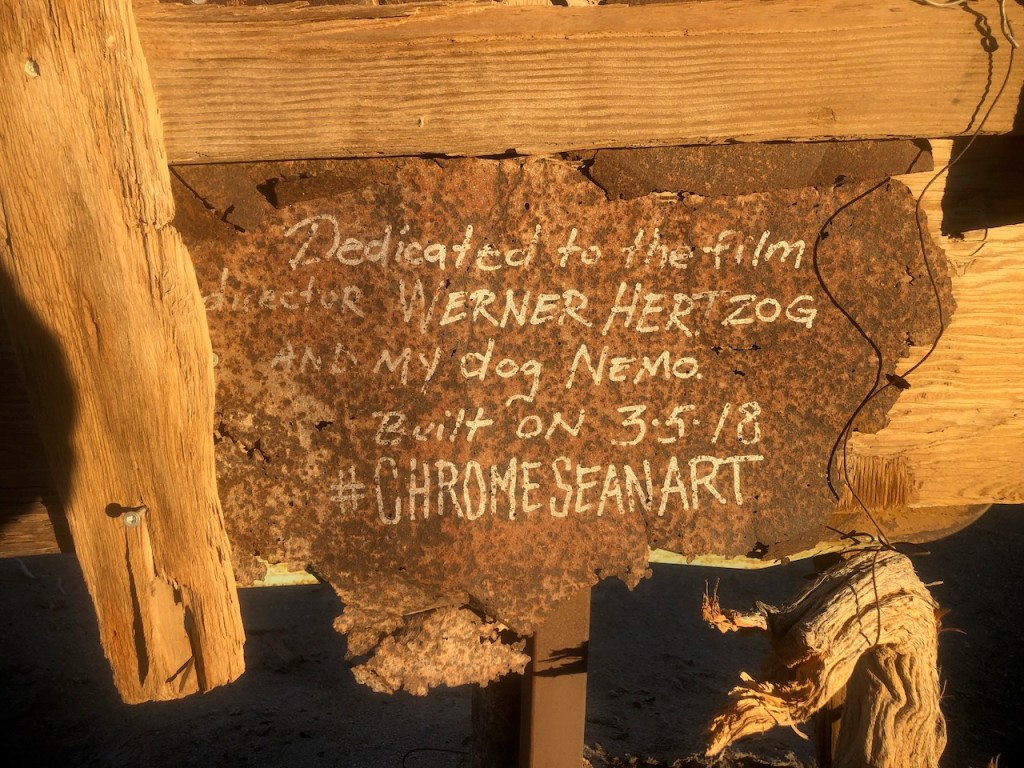 Dedicated to the film
director WERNER HERTZOG
AND MY dog NEMO.
Built ON 3.5.18
#CHROMESEANART